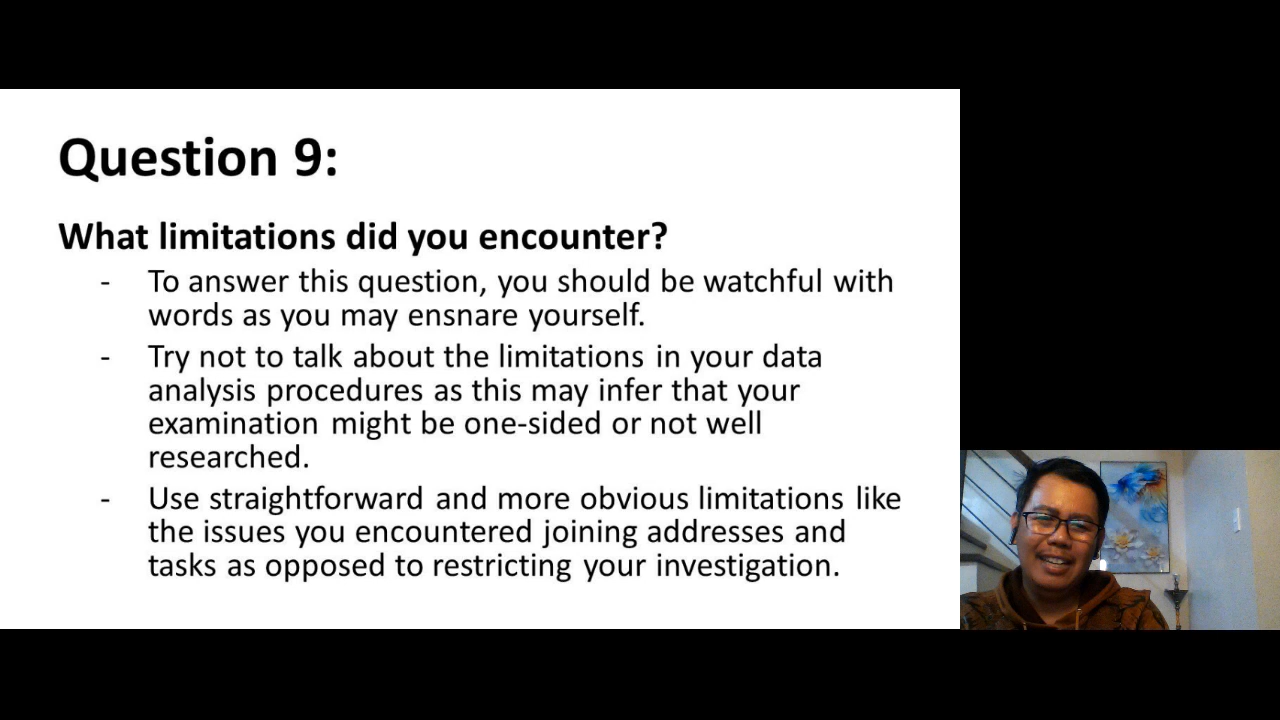 Question 9:
What limitations did you encounter?
- To answer this question, you should be watchful with
words as you may ensnare yourself.
- Try not to talk about the limitations in your data
analysis procedures as this may infer that your
examination might be one-sided or not well
researched.
- Use straightforward and more obvious limitations like
the issues you encountered joining addresses and
tasks as opposed to restricting your investigation.